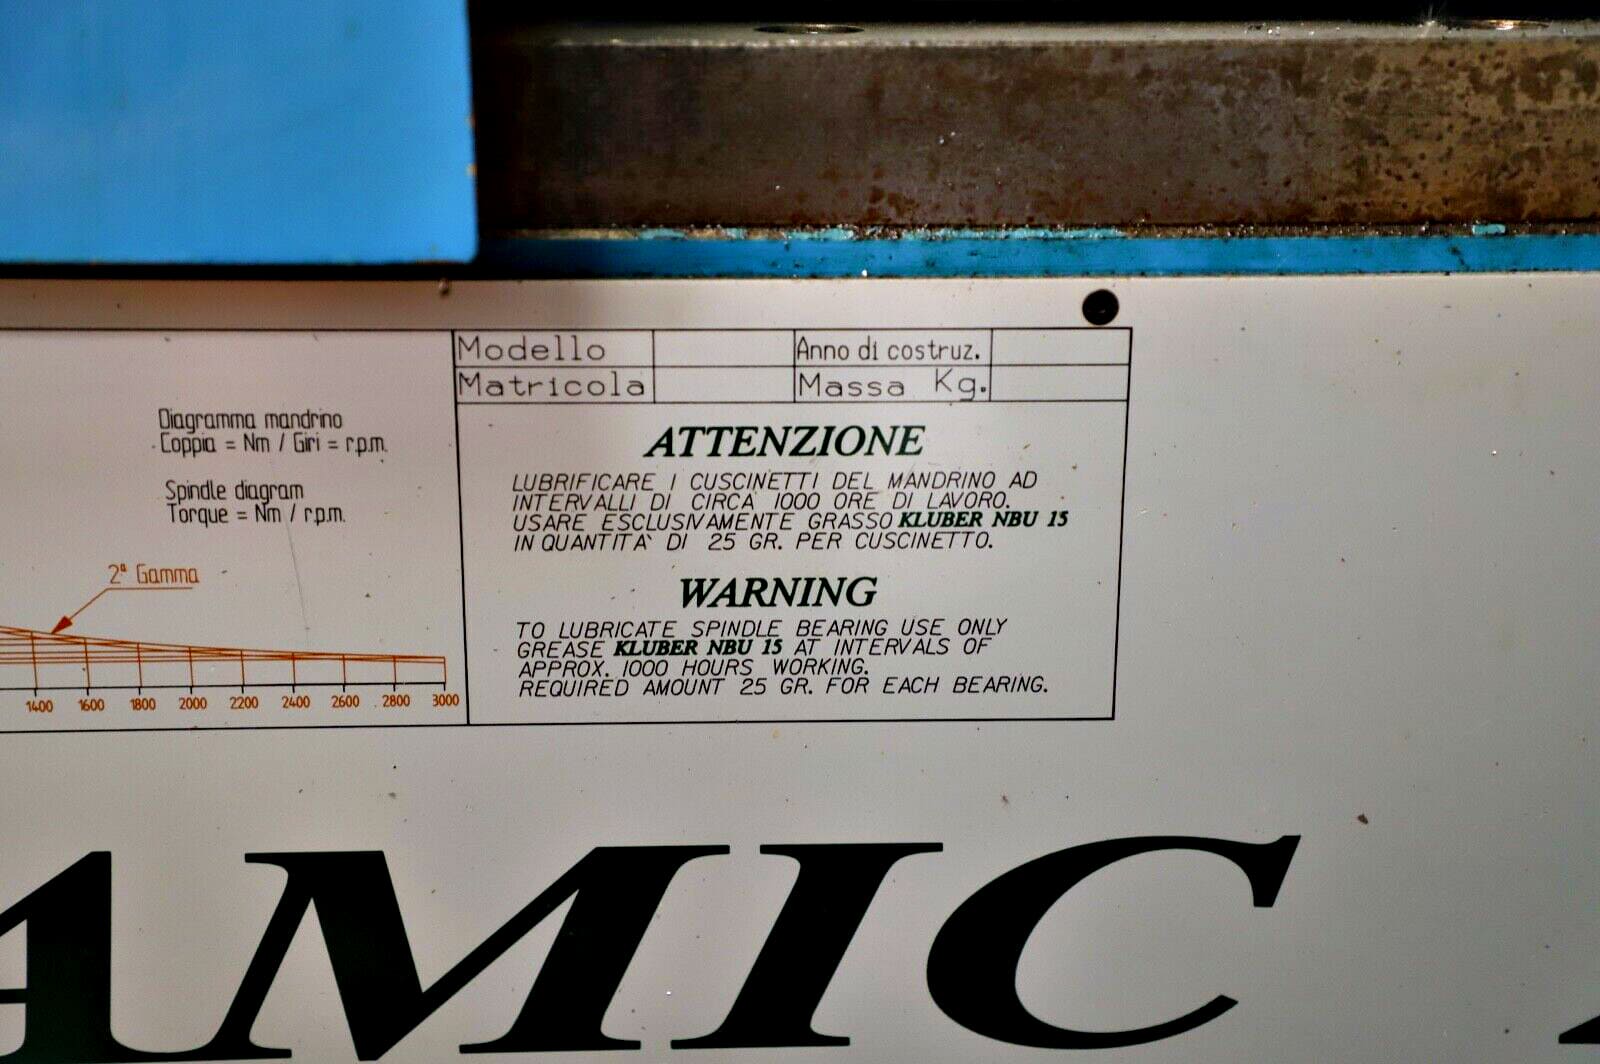 Modello Anno di costruz.
Matricola Massa Kg.
Diagramma mandrino
Coppia = Nm / Giri = r.p.m.
Spindle diagram
Torque = Nm / r.p.m.
2ª Gamma
1400 1600 1800 2000 2200 2400 2600 2800 3000
ATTENZIONE
LUBRIFICARE I CUSCINETTI DEL MANDRINO AD
INTERVALLI DI CIRCA 1000 ORE DI LAVORO.
USARE ESCLUSIVAMENTE GRASSO KLUBER NBU 15
IN QUANTITA` DI 25 GR. PER CUSCINETTO.
WARNING
TO LUBRICATE SPINDLE BEARING USE ONLY
GREASE KLUBER NBU 15 AT INTERVALS OF
APPROX. 1000 HOURS WORKING.
REQUIRED AMOUNT 25 GR. FOR EACH BEARING.
AMIC